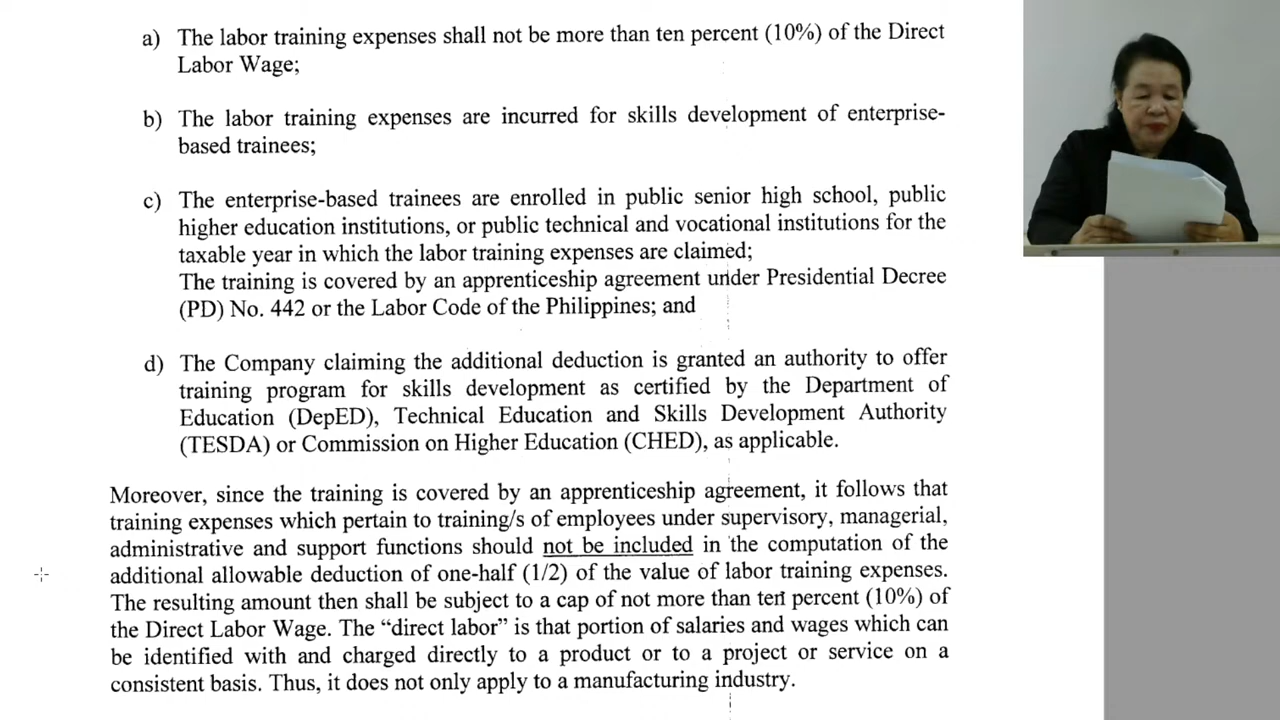 a) The labor training expenses shall not be more than ten percent (10%) of the Direct
Labor Wage;
b) The labor training expenses are incurred for skills development of enterprise-
based trainees;
c) The enterprise-based trainees are enrolled in public senior high school, public
higher education institutions, or public technical and vocational institutions for the
taxable year in which the labor training expenses are claimed;
The training is covered by an apprenticeship agreement under Presidential Decree
(PD) No. 442 or the Labor Code of the Philippines; and
d) The Company claiming the additional deduction is granted an authority to offer
training program for skills development as certified by the Department of
Education (DepED), Technical Education and Skills Development Authority
(TESDA) or Commission on Higher Education (CHED), as applicable.
Moreover, since the training is covered by an apprenticeship agreement, it follows that
training expenses which pertain to training/s of employees under supervisory, managerial,
administrative and support functions should not be included in the computation of the
additional allowable deduction of one-half (1/2) of the value of labor training expenses.
The resulting amount then shall be subject to a cap of not more than ten percent (10%) of
the Direct Labor Wage. The “direct labor” is that portion of salaries and wages which can
be identified with and charged directly to a product or to a project or service on a
consistent basis. Thus, it does not only apply to a manufacturing industry.